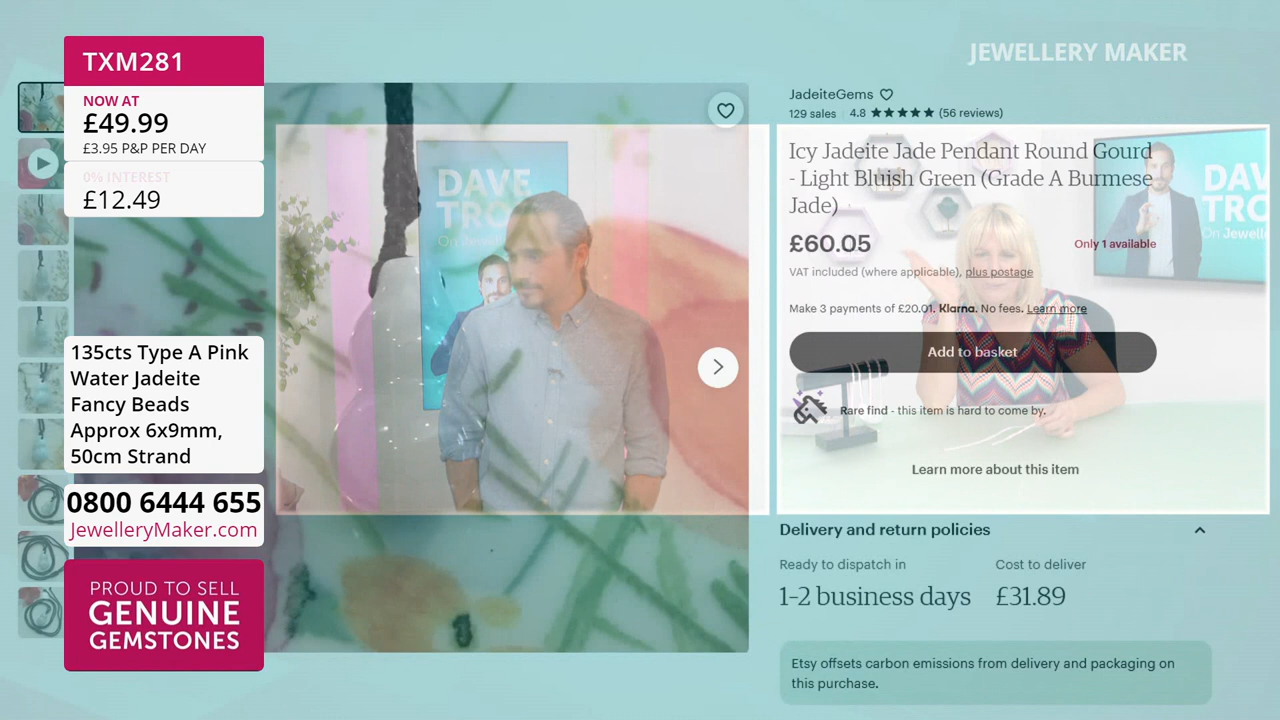 TXM281
NOW AT
£49.99
£3.95 P&P PER DAY
0% INTEREST
£12.49
135cts Type A Pink
Water Jadeite
Fancy Beads
Approx 6x9mm,
50cm Strand
0800 6444 655
JewelleryMaker.com
PROUD TO SELL
GENUINE
GEMSTONES
DAVE
TRO
On Jewell
JEWELLERY MAKER
JadeiteGems
129 sales 4.8 ★★★★★ (56 reviews)
Icy Jadeite Jade Pendant Round Gourd
- Light Bluish Green (Grade A Burmese
Jade)
£60.05
Only 1 available
VAT included (where applicable), plus postage
Make 3 payments of £20.01. Klarna. No fees. Learn more
Add to basket
Rare find - this item is hard to come by.
Learn more about this item
DAV
TRO
On Jewell
Delivery and return policies
Ready to dispatch in
Cost to deliver
1-2 business days
£31.89
Etsy offsets carbon emissions from delivery and packaging on
this purchase.